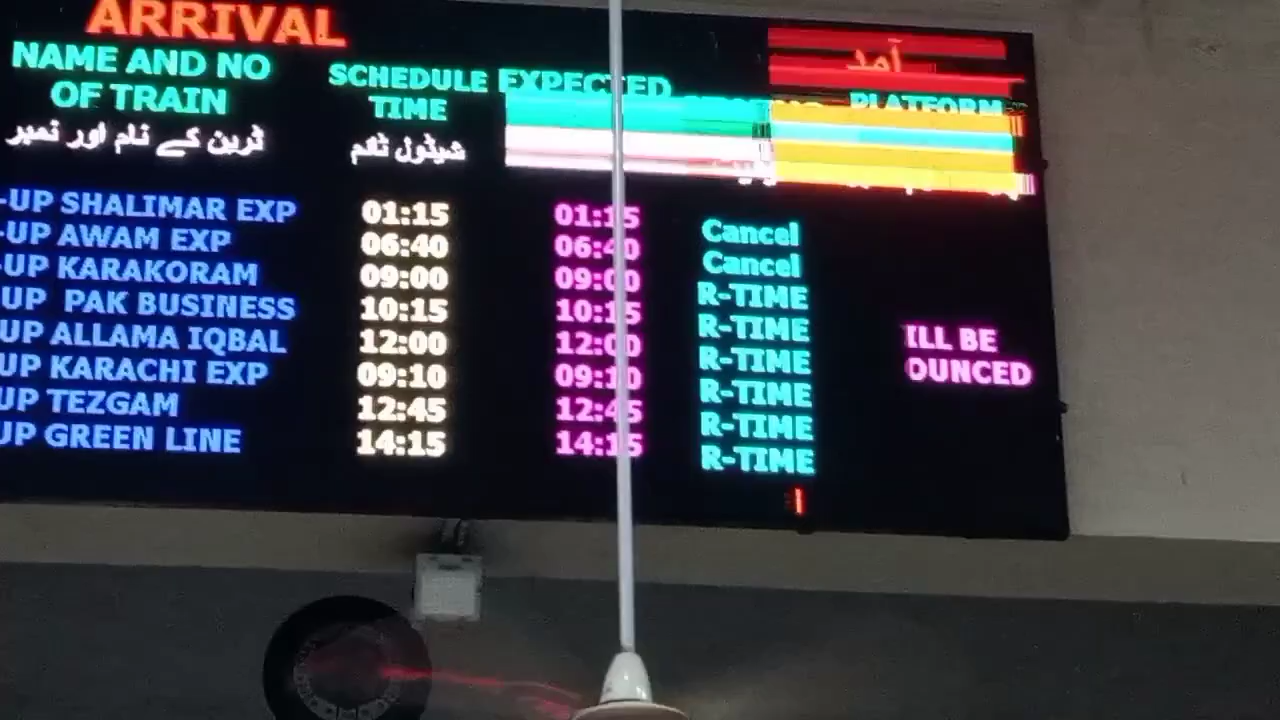 ARRIVAL
آمد
NAME AND NO
OF TRAIN
SCHEDULE
TIME
EXPECTED
PLATFORM
ٹرین کے نام اور نمبر
شیڈول ٹائم
-UP SHALIMAR EXP 01:15 01:15 Cancel
-UP AWAM EXP 06:40 06:40 Cancel
-UP KARAKORAM 09:00 09:00 R-TIME
UP PAK BUSINESS 10:15 10:15 R-TIME
UP ALLAMA IQBAL 12:00 12:00 R-TIME
UP KARACHI EXP 09:10 09:10 R-TIME
UP TEZGAM 12:45 12:45 R-TIME
UP GREEN LINE 14:15 14:15 R-TIME
ILL BE
OUNCED